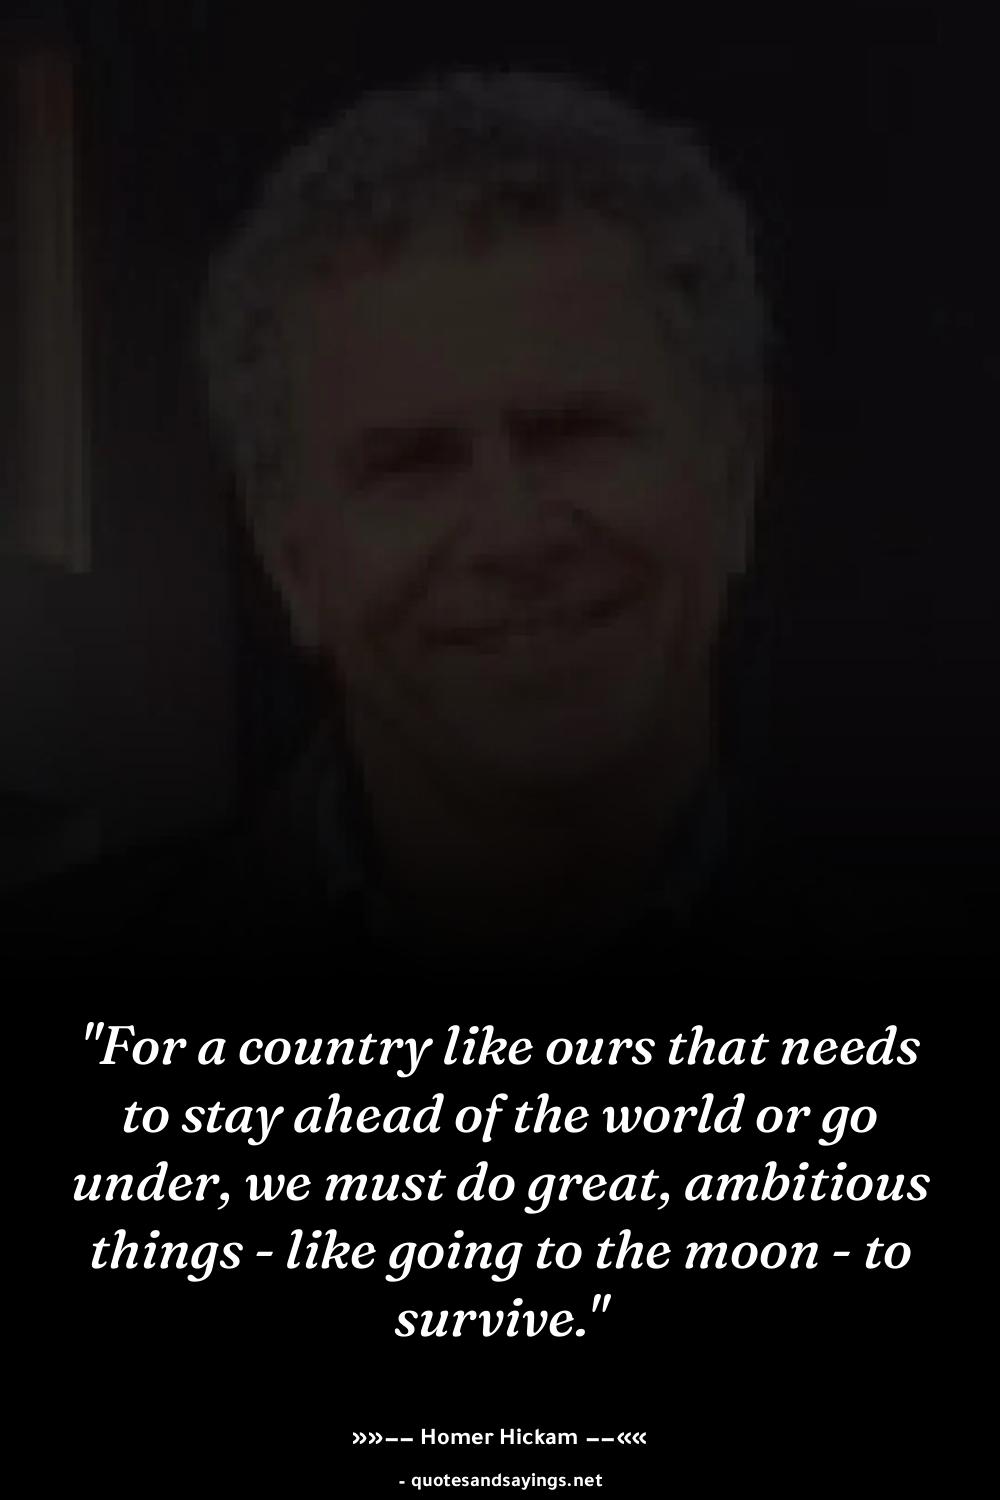 "For a country like ours that needs
to stay ahead of the world or go
under, we must do great, ambitious
things - like going to the moon - to
survive."
»»−− Homer Hickam −−««
- quotesandsayings.net